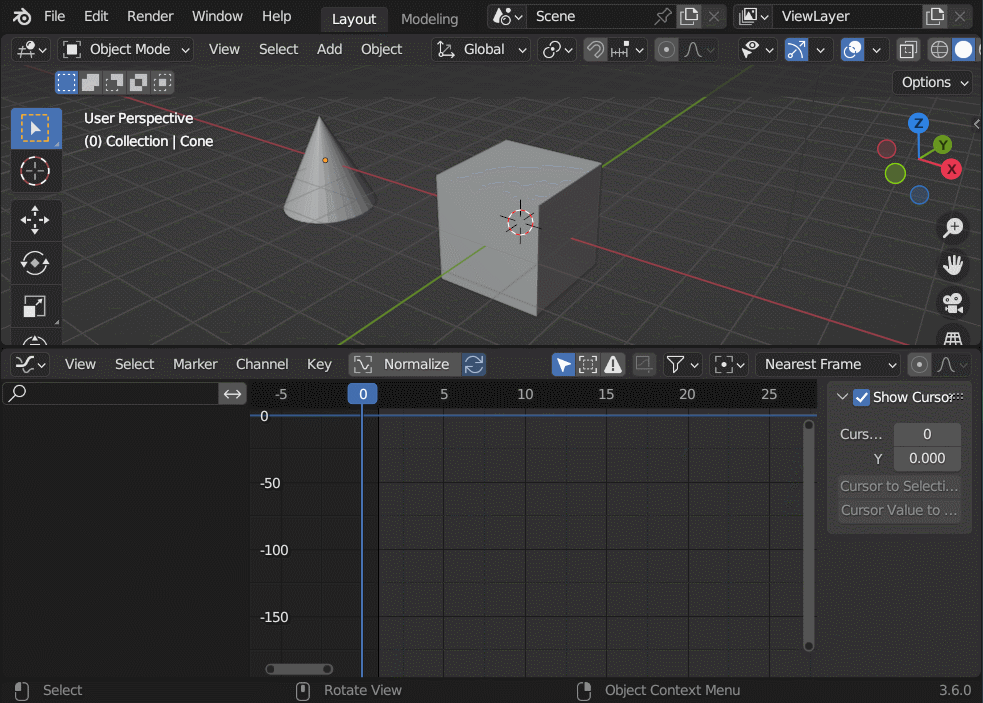 File Edit Render Window Help Layout Modeling Scene ViewLayer
Object Mode View Select Add Object Global
Options
User Perspective
(0) Collection | Cone
Z
Y
X
View Select Marker Channel Key Normalize Nearest Frame
-5 0 5 10 15 20 25
Show Cursor
0
Curs... 0
Y 0.000
-50
Cursor to Selecti...
Cursor Value to ...
-100
-150
Select Rotate View Object Context Menu 3.6.0